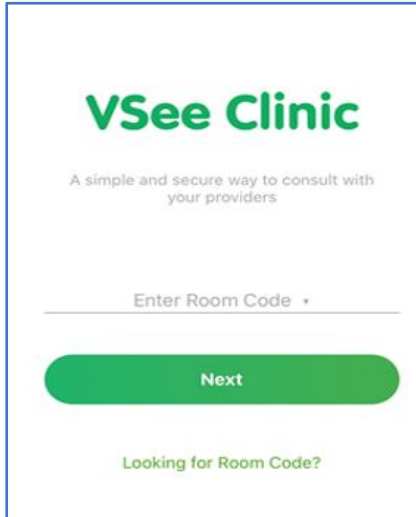 VSee Clinic
A simple and secure way to consult with
your providers
Enter Room Code
Next
Looking for Room Code?